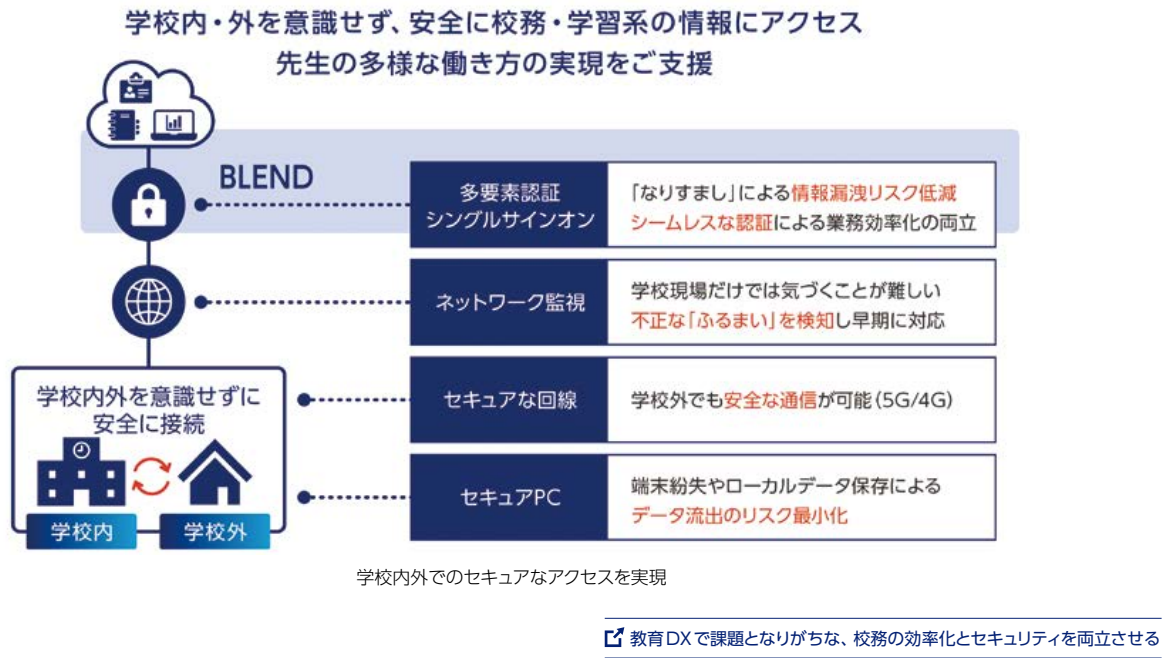 学校内・外を意識せず、安全に校務・学習系の情報にアクセス
先生の多様な働き方の実現をご支援
BLEND
多要素認証
シングルサインオン
「なりすまし」による情報漏洩リスク低減
シームレスな認証による業務効率化の両立
ネットワーク監視
学校現場だけでは気づくことが難しい
不正な「ふるまい」を検知し早期に対応
学校内外を意識せずに
安全に接続
学校内
学校外
セキュアな回線
学校外でも安全な通信が可能（5G/4G）
セキュアPC
端末紛失やローカルデータ保存による
データ流出のリスク最小化
学校内外でのセキュアなアクセスを実現
教育DXで課題となりがちな、校務の効率化とセキュリティを両立させる